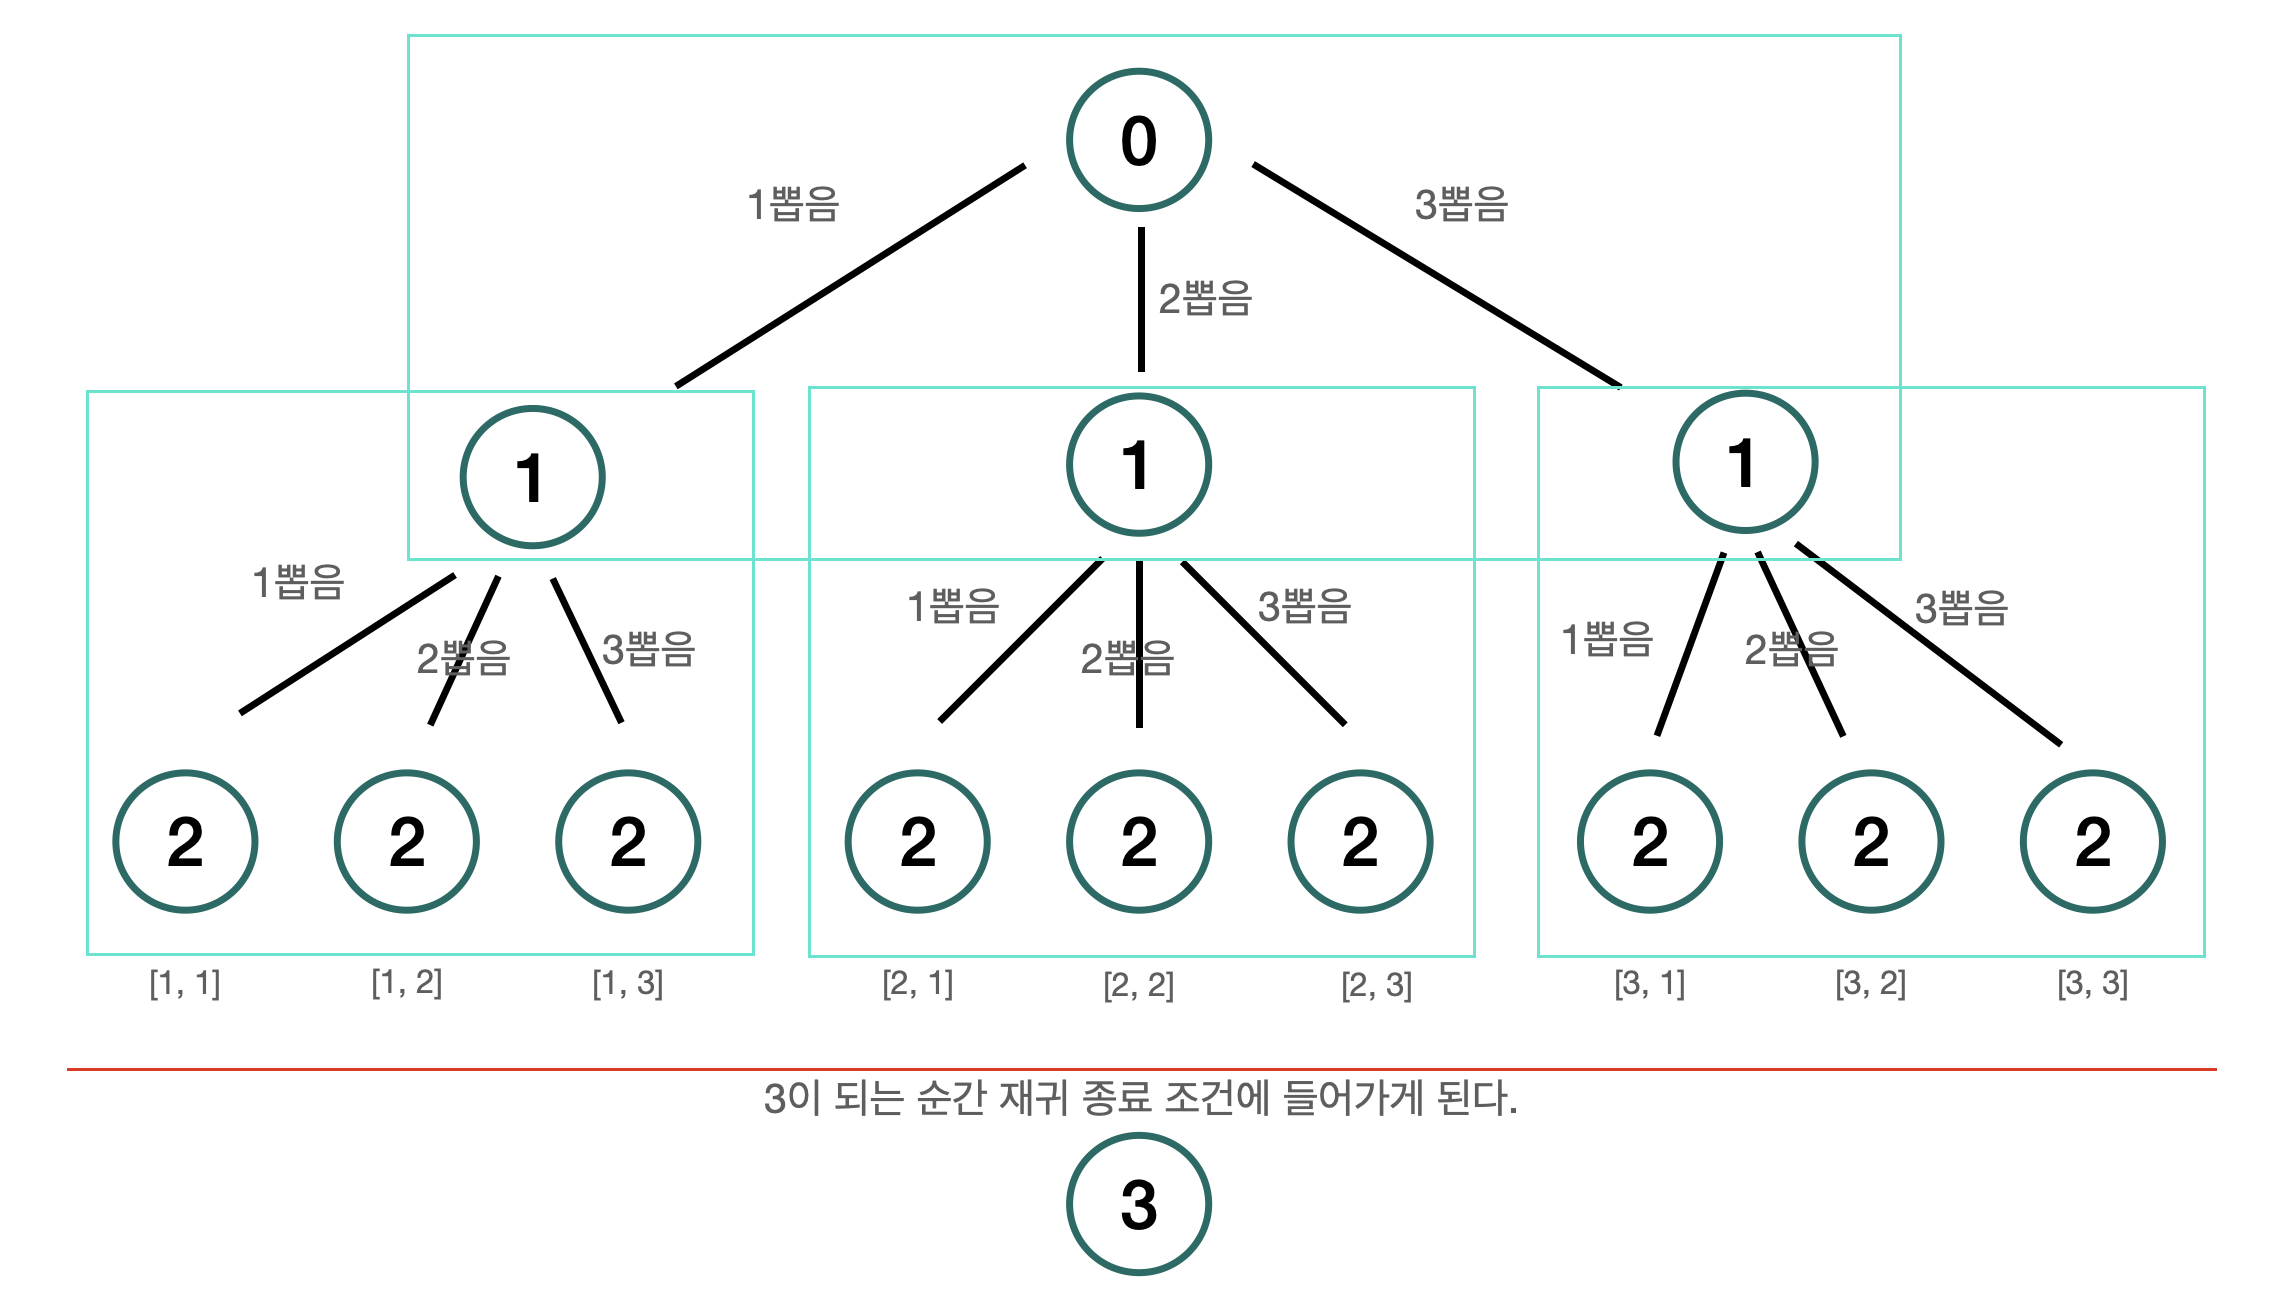 0
1뽑음
3뽑음
2뽑음
1
1
1
1뽑음
2뽑음
3뽑음
1뽑음
2뽑음
3뽑음
1뽑음
2뽑음
3뽑음
2
2
2
2
2
2
2
2
2
[1, 1]
[1, 2]
[1, 3]
[2, 1]
[2, 2]
[2, 3]
[3, 1]
[3, 2]
[3, 3]
3이 되는 순간 재귀 종료 조건에 들어가게 된다.
3